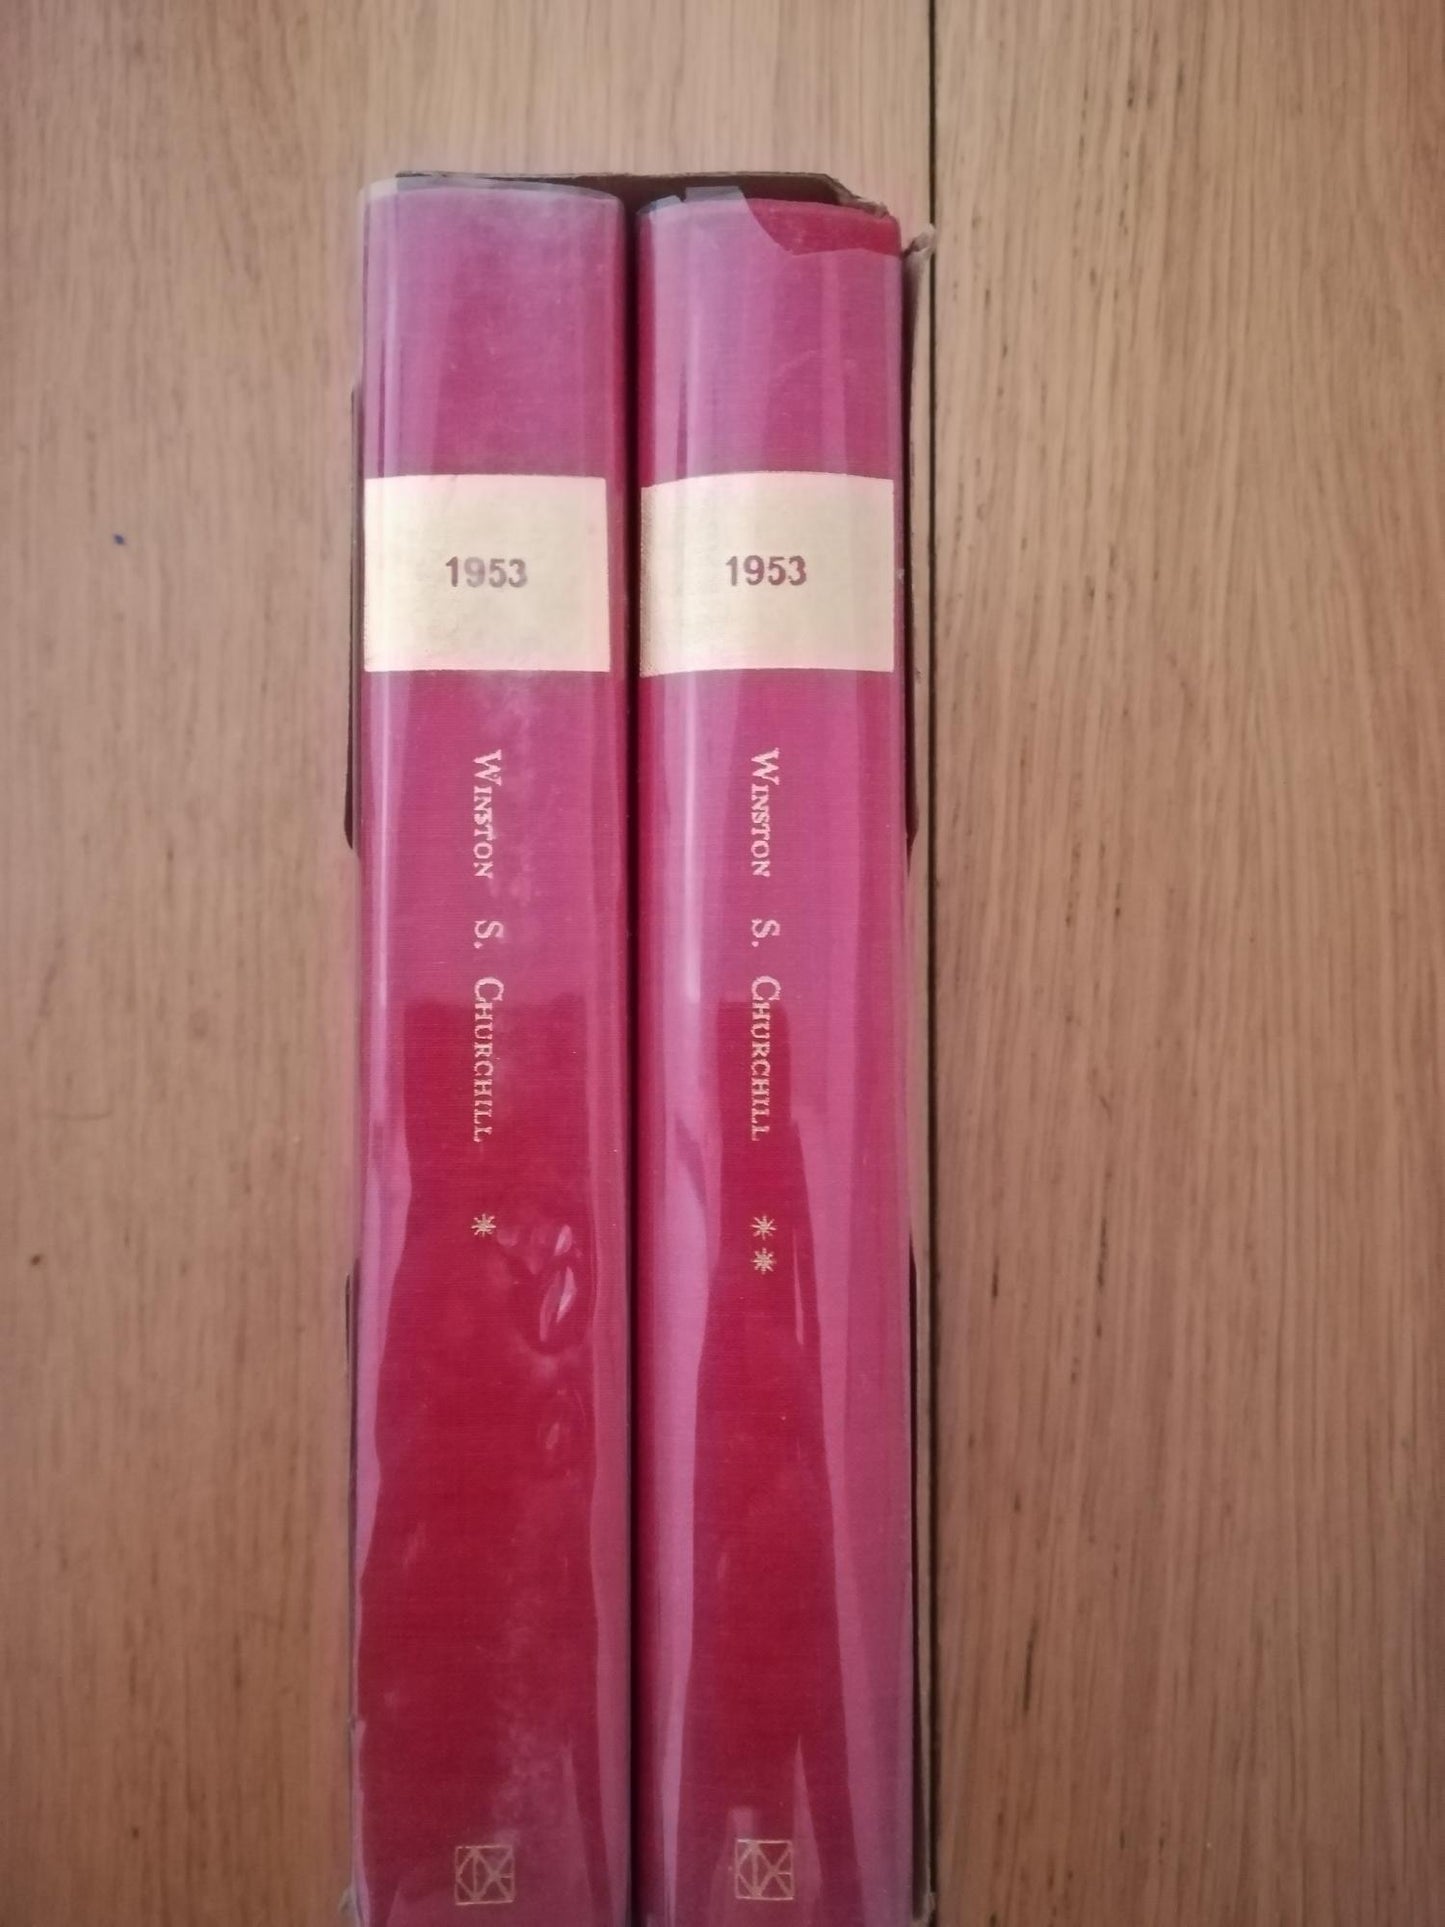 1953
WINSTON S. CHURCHILL *
1953
WINSTON S. CHURCHILL **